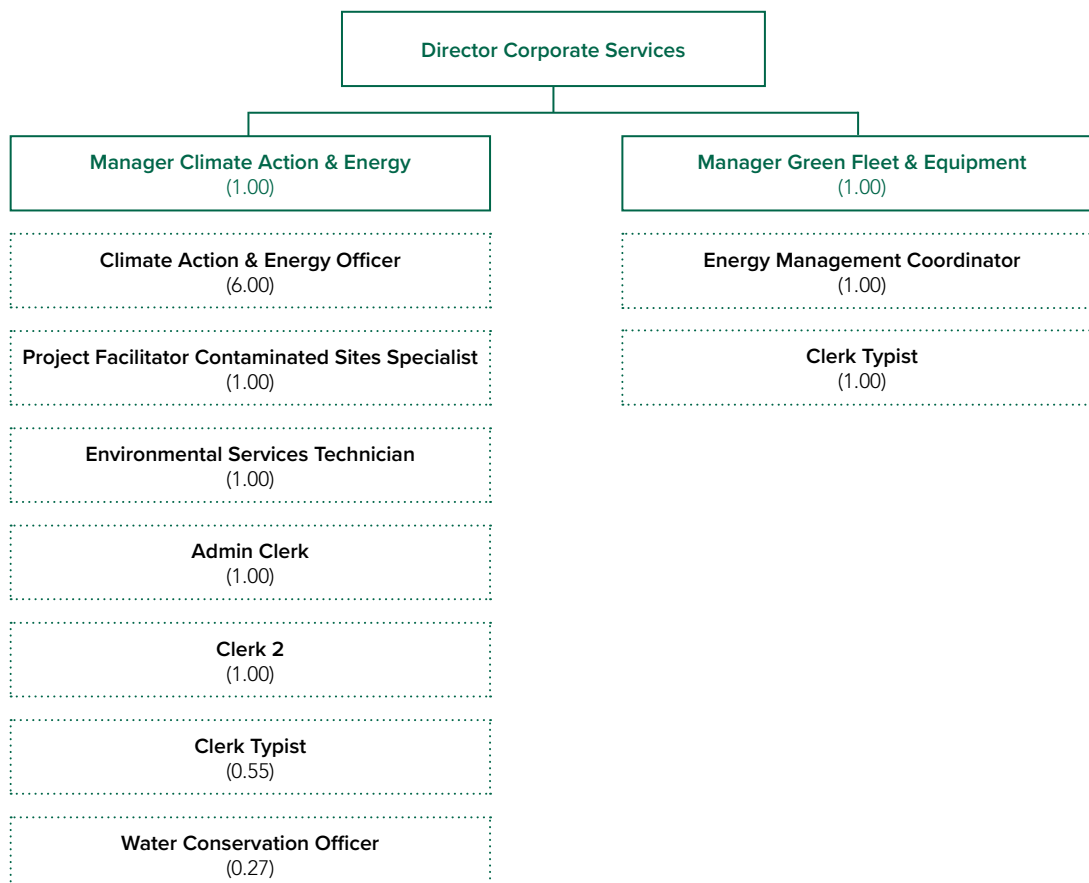 Director Corporate Services
Manager Climate Action & Energy
(1.00)
Climate Action & Energy Officer
(6.00)
Project Facilitator Contaminated Sites Specialist
(1.00)
Environmental Services Technician
(1.00)
Admin Clerk
(1.00)
Clerk 2
(1.00)
Clerk Typist
(0.55)
Water Conservation Officer
(0.27)
Manager Green Fleet & Equipment
(1.00)
Energy Management Coordinator
(1.00)
Clerk Typist
(1.00)